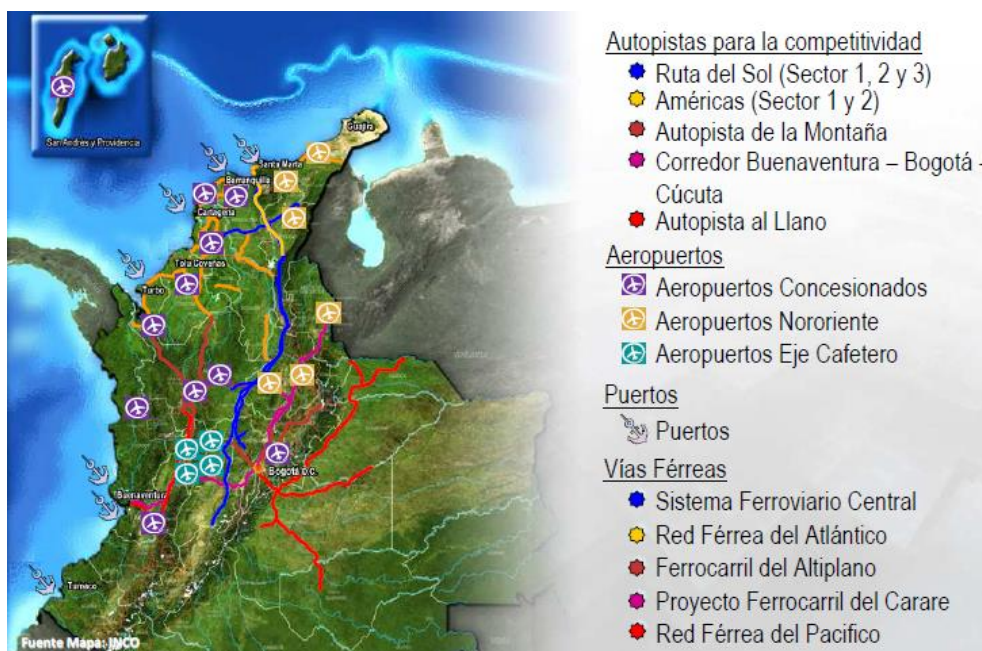 San Andrés y Providencia
Guajira
Santa Marta
Barranquilla
Cartagena
Tolú Coveñas
Turbo
Bogotá D.C.
Buenaventura
Tumaco
Fuente Mapa: INCO
Autopistas para la competitividad
Ruta del Sol (Sector 1, 2 y 3)
Américas (Sector 1 y 2)
Autopista de la Montaña
Corredor Buenaventura – Bogotá -
Cúcuta
Autopista al Llano
Aeropuertos
Aeropuertos Concesionados
Aeropuertos Nororiente
Aeropuertos Eje Cafetero
Puertos
Puertos
Vías Férreas
Sistema Ferroviario Central
Red Férrea del Atlántico
Ferrocarril del Altiplano
Proyecto Ferrocarril del Carare
Red Férrea del Pacifico